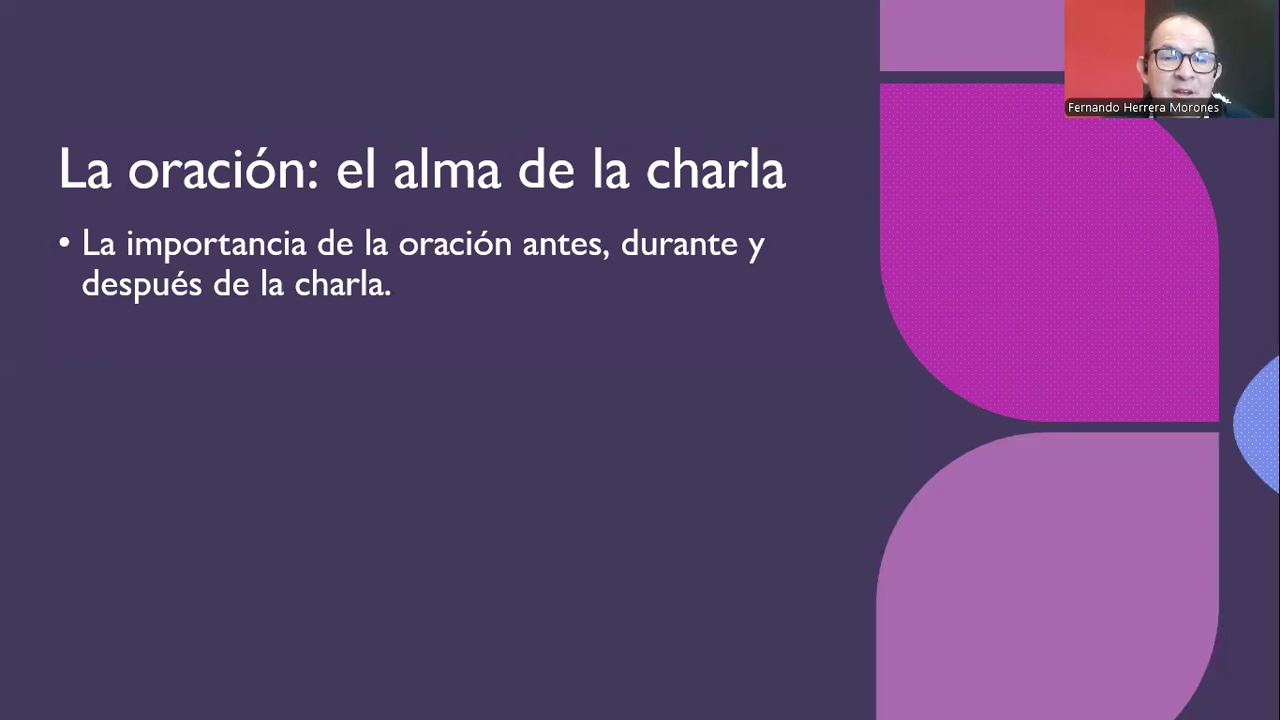 La oración: el alma de la charla
• La importancia de la oración antes, durante y
después de la charla.
Fernando Herrera Morones